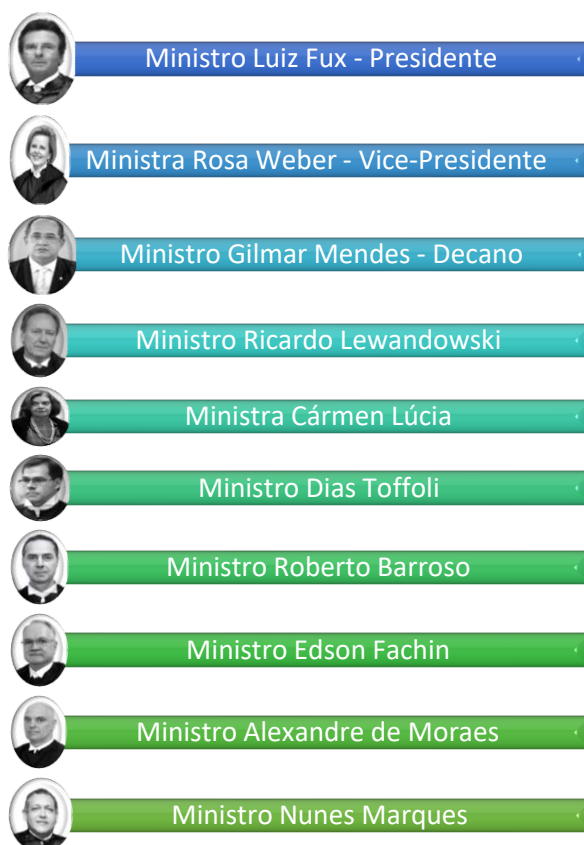 Ministro Luiz Fux - Presidente
Ministra Rosa Weber - Vice-Presidente
Ministro Gilmar Mendes - Decano
Ministro Ricardo Lewandowski
Ministra Cármen Lúcia
Ministro Dias Toffoli
Ministro Roberto Barroso
Ministro Edson Fachin
Ministro Alexandre de Moraes
Ministro Nunes Marques